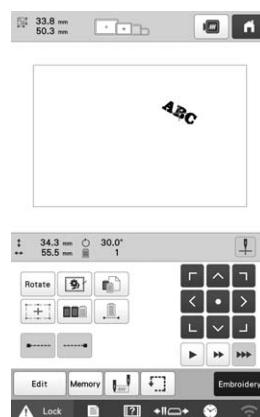 33.8 mm
50.3 mm
ABC
34.3 mm 30.0°
55.5 mm 1
Rotate
Edit Memory Embroidery
Lock ?